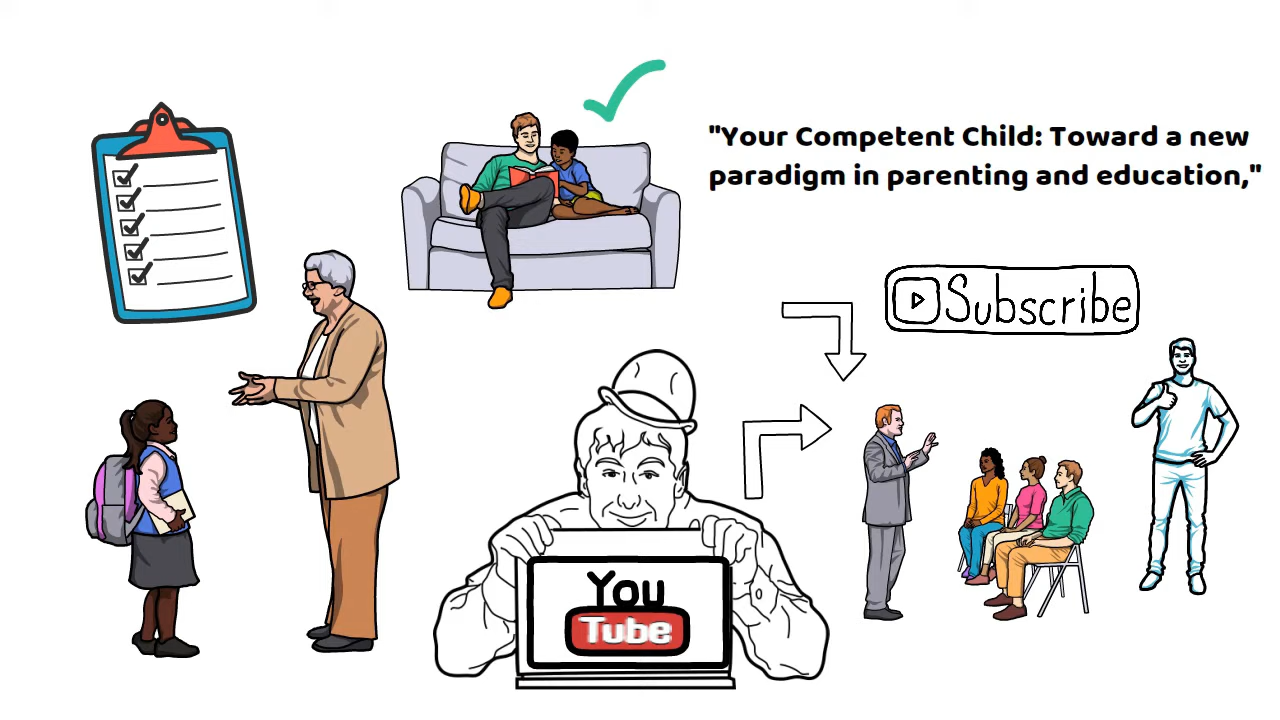 "Your Competent Child: Toward a new
paradigm in parenting and education,"
Subscribe
You
Tube